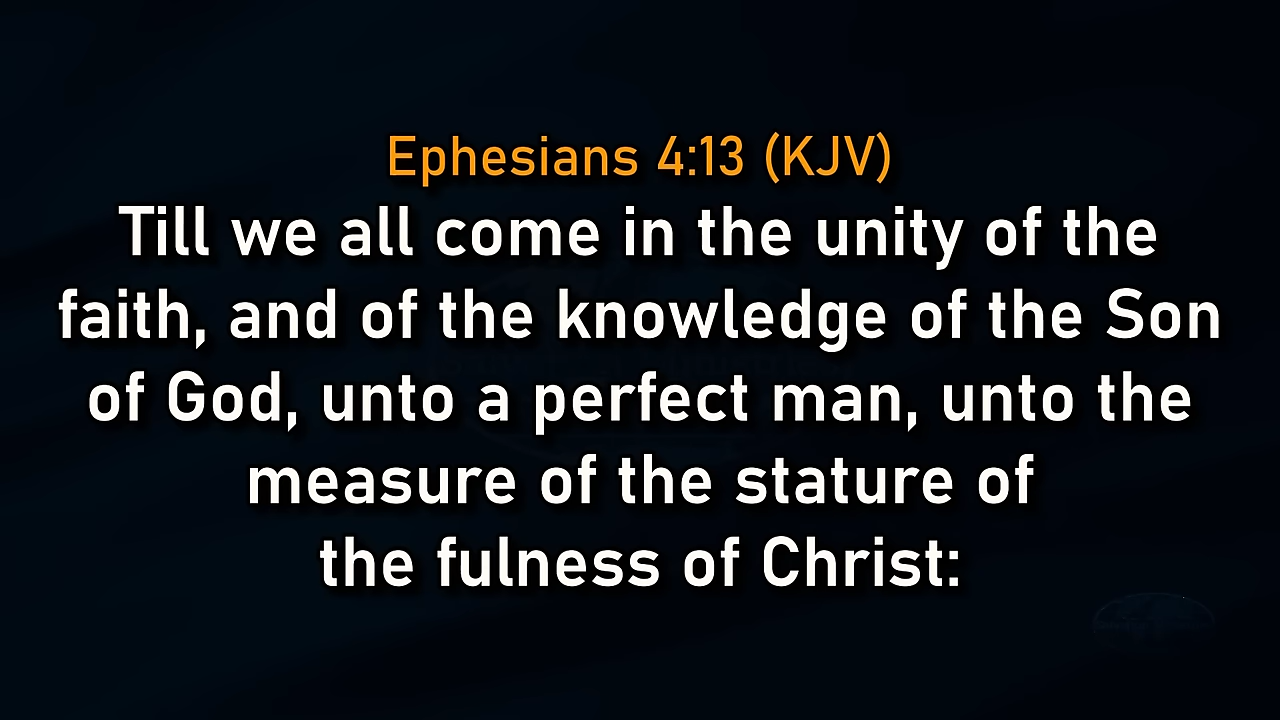 Ephesians 4:13 (KJV)
Till we all come in the unity of the
faith, and of the knowledge of the Son
of God, unto a perfect man, unto the
measure of the stature of
the fulness of Christ: